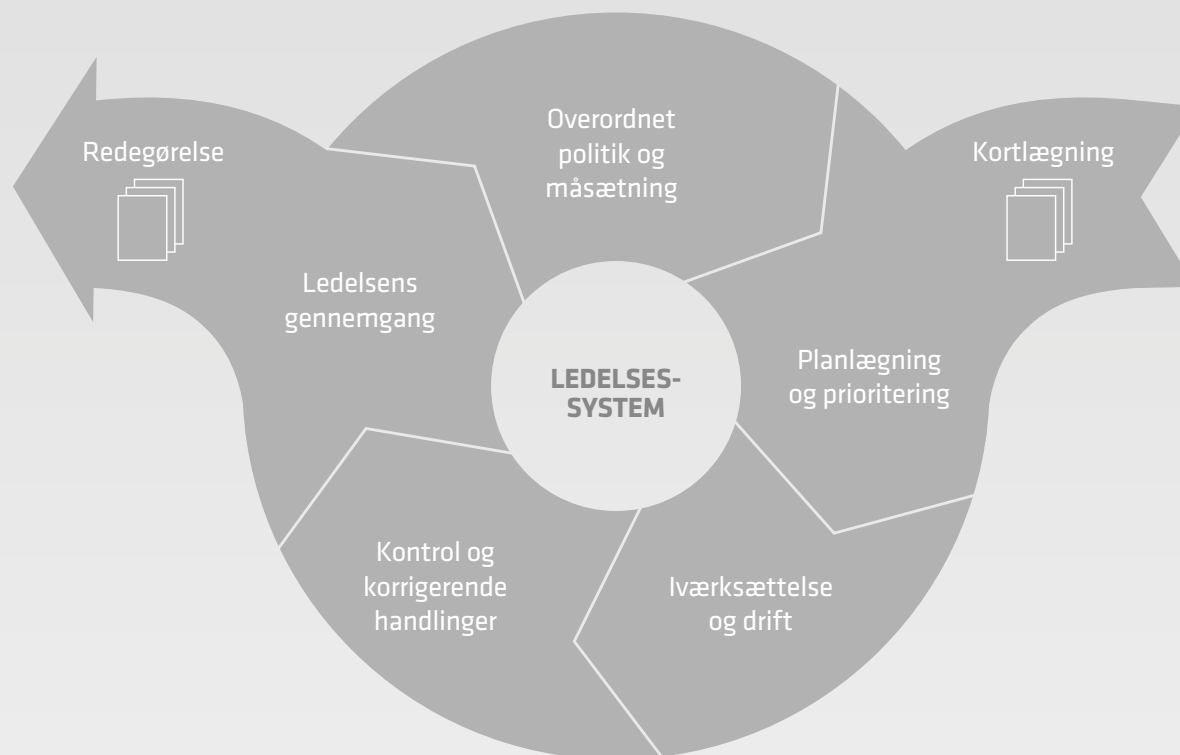 Overordnet
politik og
måsætning
Redegørelse
Kortlægning
Ledelsens
gennemgang
Planlægning
og prioritering
LEDELSES-
SYSTEM
Kontrol og
korrigerende
handlinger
Iværksættelse
og drift